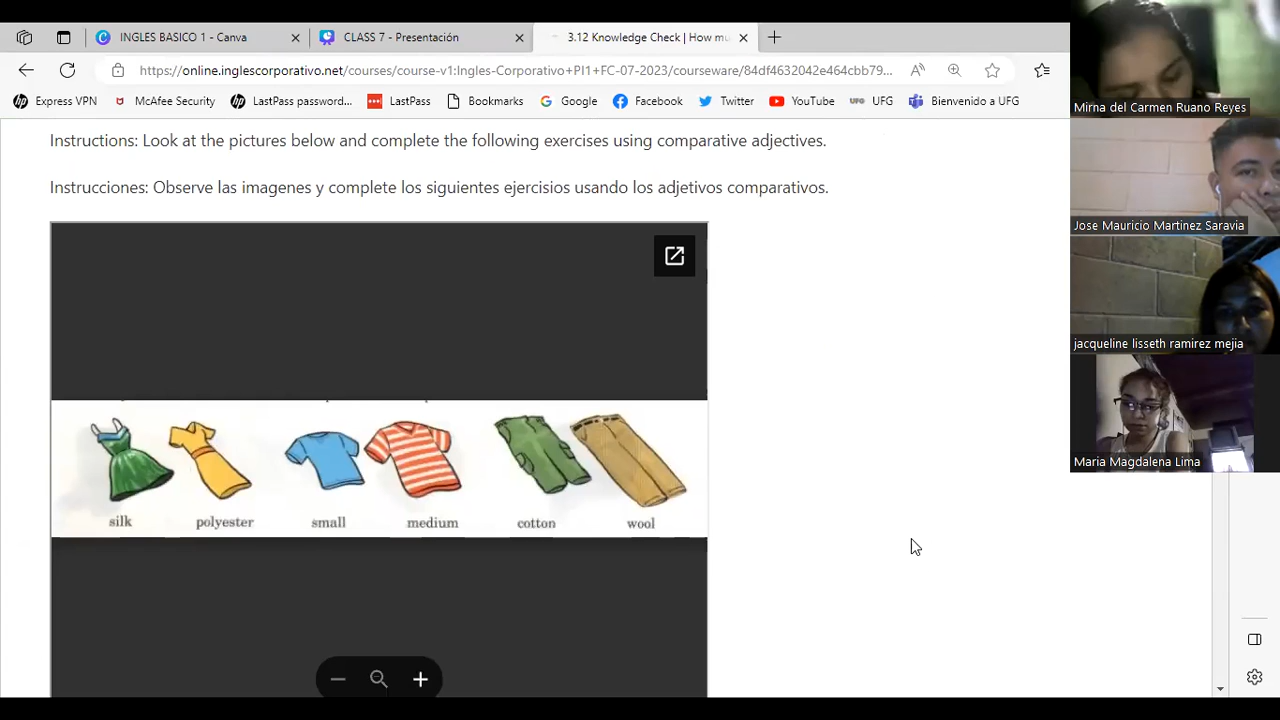 INGLES BASICO 1 - Canva
CLASS 7 - Presentación
3.12 Knowledge Check | How mu
https://online.inglescorporativo.net/courses/course-v1:Ingles-Corporativo+PI1+FC-07-2023/courseware/84df4632042e464cbb79...
Express VPN
McAfee Security
LastPass password...
LastPass
Bookmarks
Google
Facebook
Twitter
YouTube
UFG
UFG
Bienvenido a UFG
Instructions: Look at the pictures below and complete the following exercises using comparative adjectives.
Instrucciones: Observe las imagenes y complete los siguientes ejercisios usando los adjetivos comparativos.
silk polyester small medium cotton wool
Mirna del Carmen Ruano Reyes
Jose Mauricio Martinez Saravia
jacqueline lisseth ramirez mejia
Maria Magdalena Lima